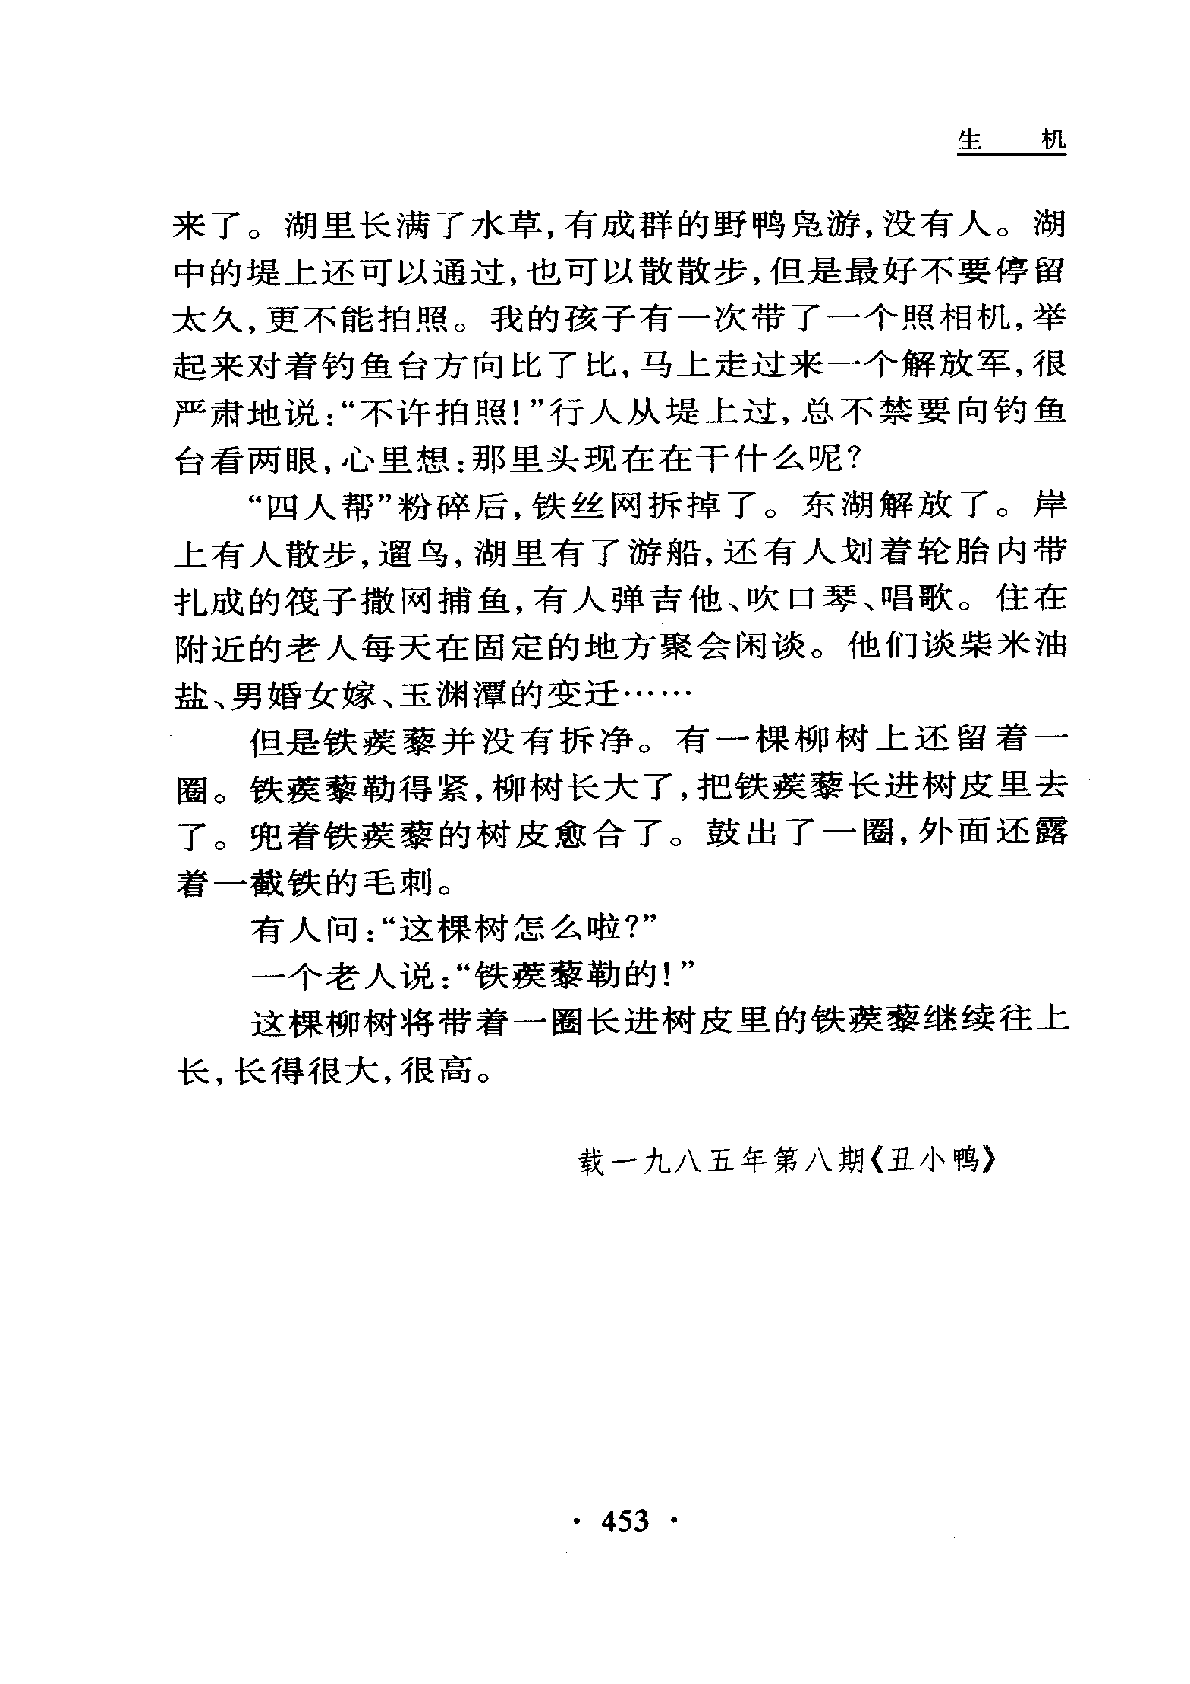 生 机
来了。湖里长满了水草,有成群的野鸭凫游,没有人。湖
中的堤上还可以通过,也可以散散步,但是最好不要停留
太久,更不能拍照。我的孩子有一次带了一个照相机,举
起来对着钓鱼台方向比了比,马上走过来一个解放军,很
严肃地说:“不许拍照!”行人从堤上过,总不禁要向钓鱼
台看两眼,心里想:那里头现在在干什么呢?
“四人帮”粉碎后,铁丝网拆掉了。东湖解放了。岸
上有人散步,遛鸟,湖里有了游船,还有人划着轮胎内带
扎成的筏子撒网捕鱼,有人弹吉他、吹口琴、唱歌。住在
附近的老人每天在固定的地方聚会闲谈。他们谈柴米油
盐、男婚女嫁、玉渊潭的变迁……
但是铁蒺藜并没有拆净。有一棵柳树上还留着一
圈。铁蒺藜勒得紧,柳树长大了,把铁蒺藜长进树皮里去
了。兜着铁蒺藜的树皮愈合了。鼓出了一圈,外面还露
着一截铁的毛刺。
有人问:“这棵树怎么啦?”
一个老人说:“铁蒺藜勒的!”
这棵柳树将带着一圈长进树皮里的铁蒺藜继续往上
长,长得很大,很高。
载一九八五年第八期《丑小鸭》
· 453 ·